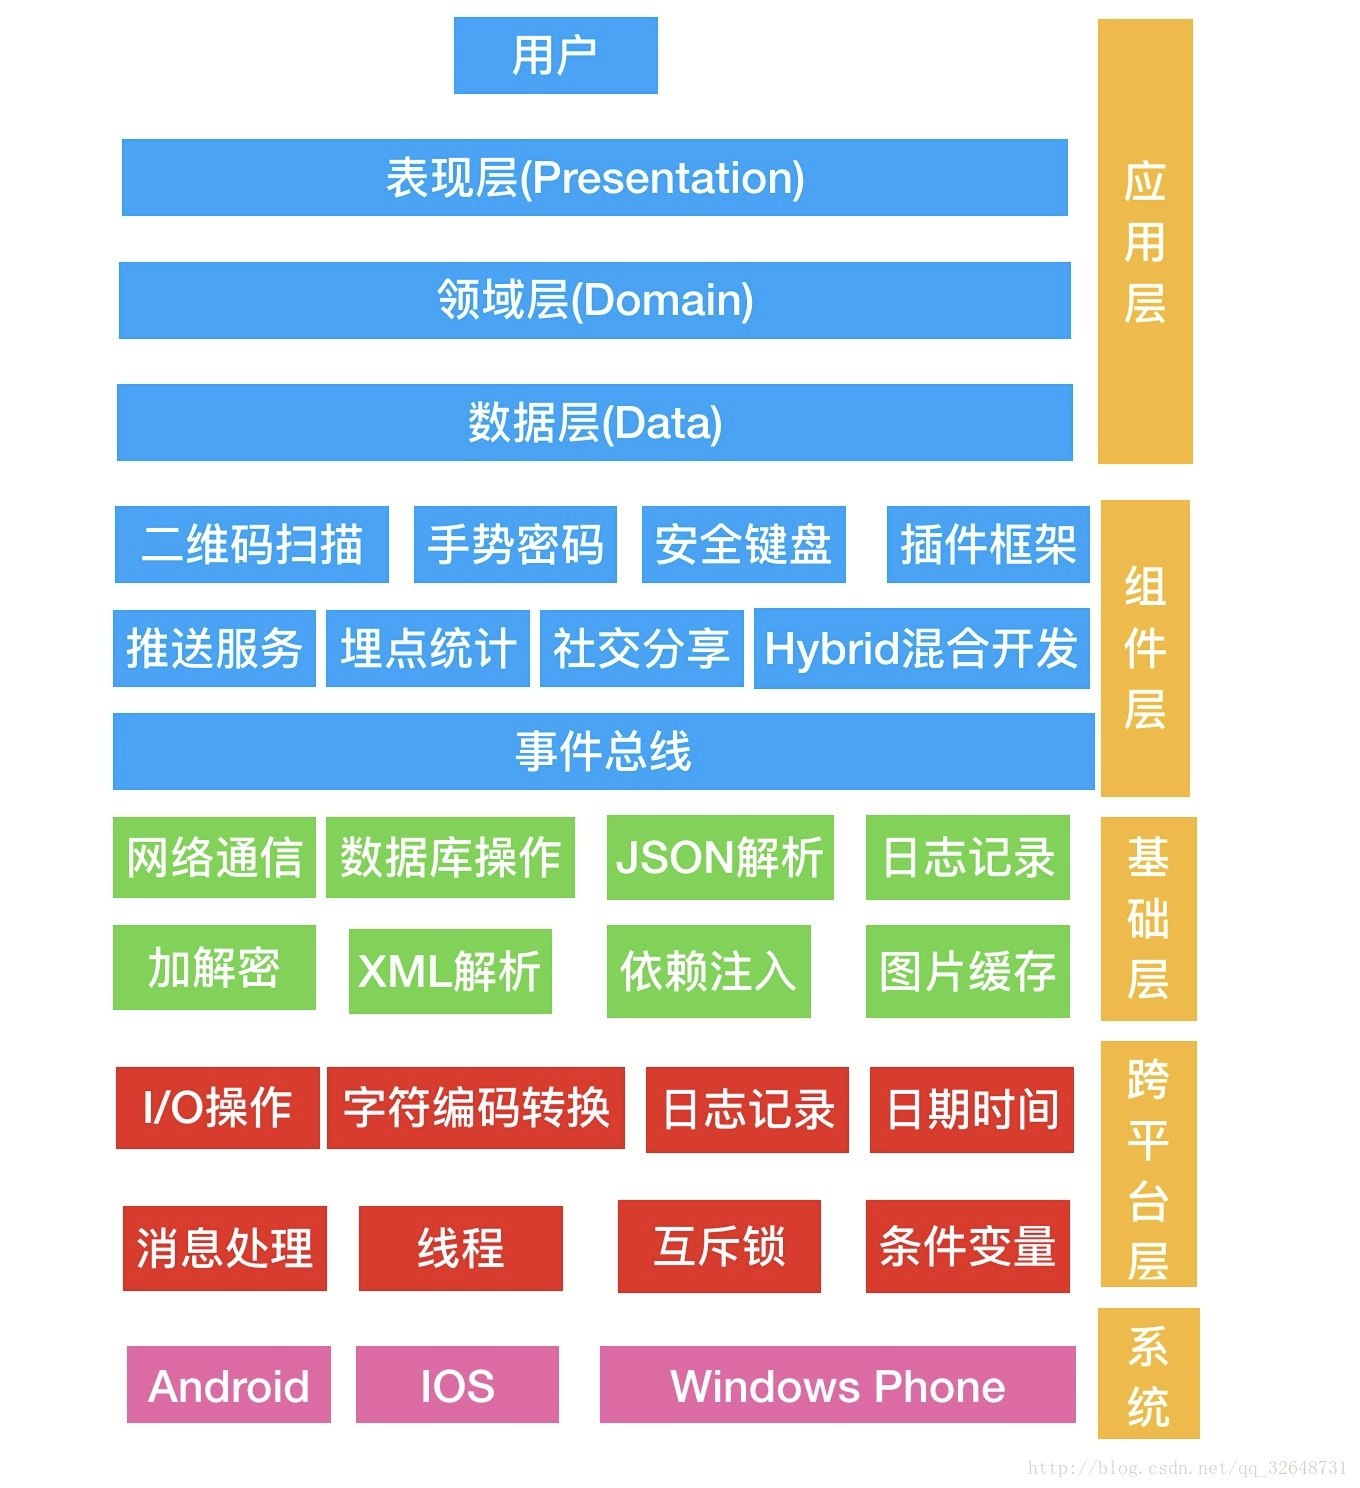 用户
表现层(Presentation)
领域层(Domain)
数据层(Data)
应用层
二维码扫描
手势密码
安全键盘
插件框架
推送服务
埋点统计
社交分享
Hybrid混合开发
事件总线
组件层
网络通信
数据库操作
JSON解析
日志记录
加解密
XML解析
依赖注入
图片缓存
基础层
I/O操作
字符编码转换
日志记录
日期时间
消息处理
线程
互斥锁
条件变量
跨平台层
Android
IOS
Windows Phone
系统
http://blog.csdn.net/qq_32648731